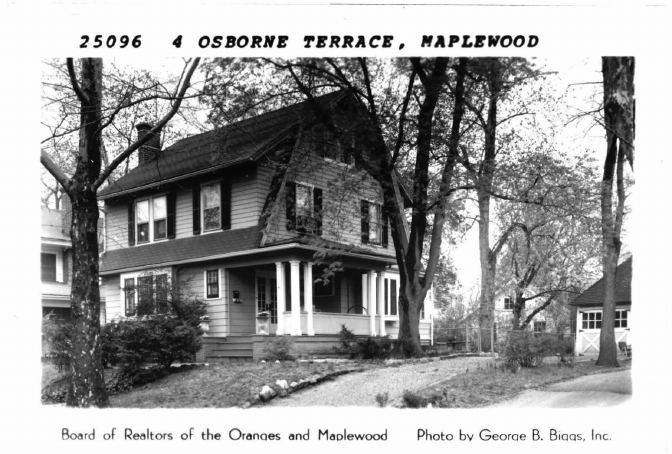 25096 4 OSBORNE TERRACE, MAPLEWOOD
Board of Realtors of the Oranges and Maplewood Photo by George B. Biggs, Inc.